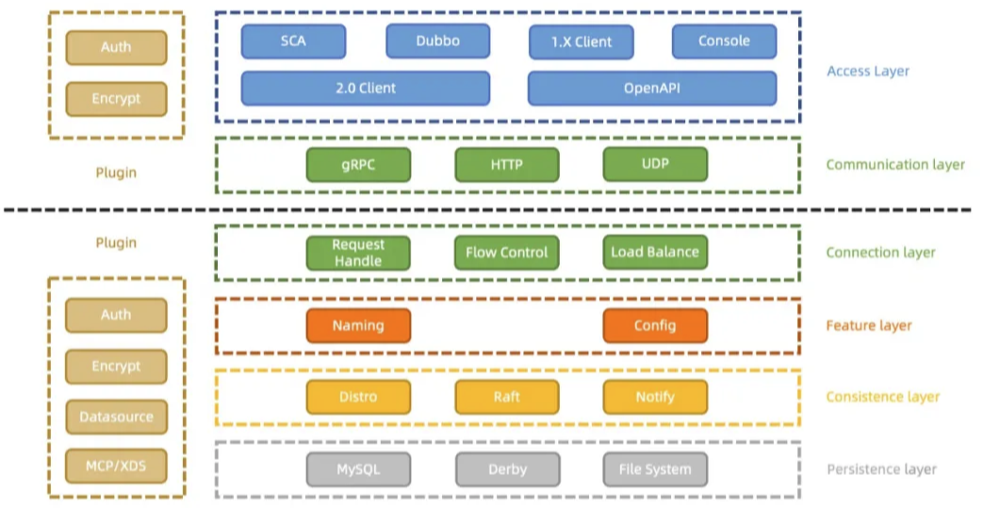 Auth
Encrypt
Plugin
SCA
Dubbo
1.X Client
Console
2.0 Client
OpenAPI
Access Layer
gRPC
HTTP
UDP
Communication layer
Plugin
Auth
Encrypt
Datasource
MCP/XDS
Request
Handle
Flow Control
Load Balance
Connection layer
Naming
Config
Feature layer
Distro
Raft
Notify
Consistence layer
MySQL
Derby
File System
Persistence layer